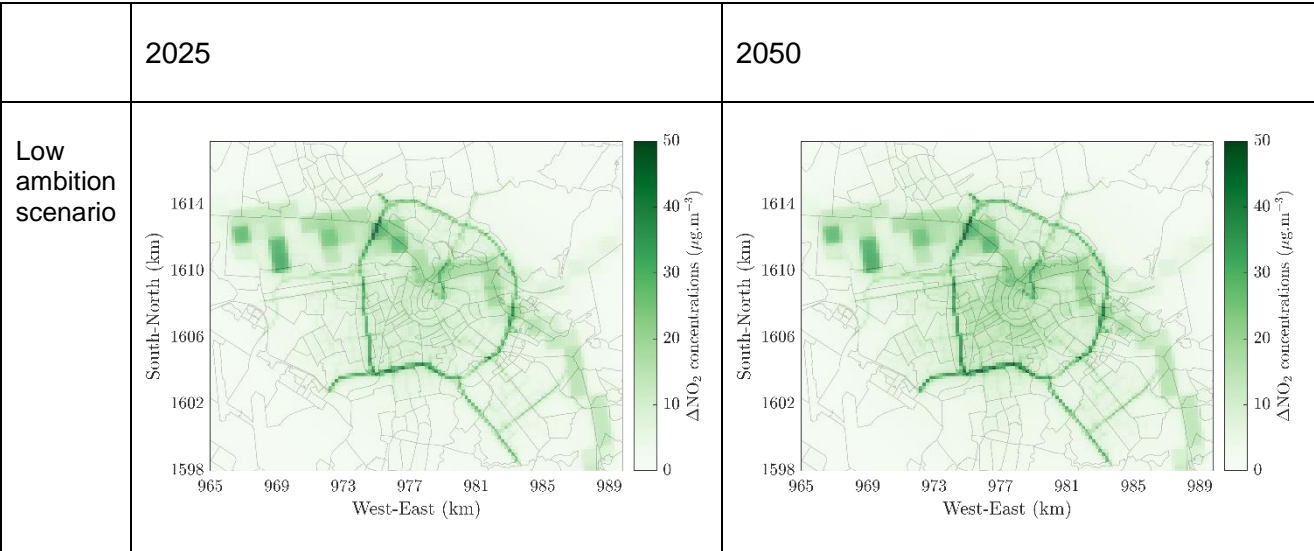 2025
2050
Low
ambition
scenario
50
40
30
20
10
0
ΔNO₂ concentrations (μg.m⁻³)
1614
1610
1606
1602
1598
South-North (km)
965 969 973 977 981 985 989
West-East (km)
50
40
30
20
10
0
ΔNO₂ concentrations (μg.m⁻³)
1614
1610
1606
1602
1598
South-North (km)
965 969 973 977 981 985 989
West-East (km)